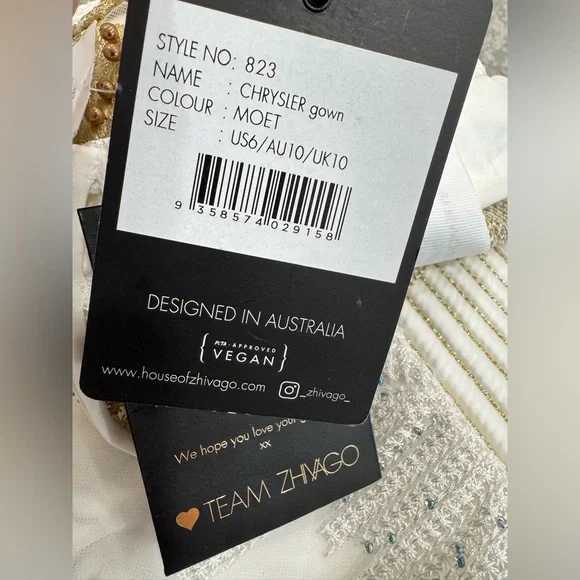 STYLE NO: 823
NAME : CHRYSLER gown
COLOUR : MOET
SIZE : US6/AU10/UK10
9 358574 029158
DESIGNED IN AUSTRALIA
PETA - APPROVED
VEGAN
www.houseofzhivago.com _zhivago_
We hope you love your
xx
TEAM ZHIVAGO